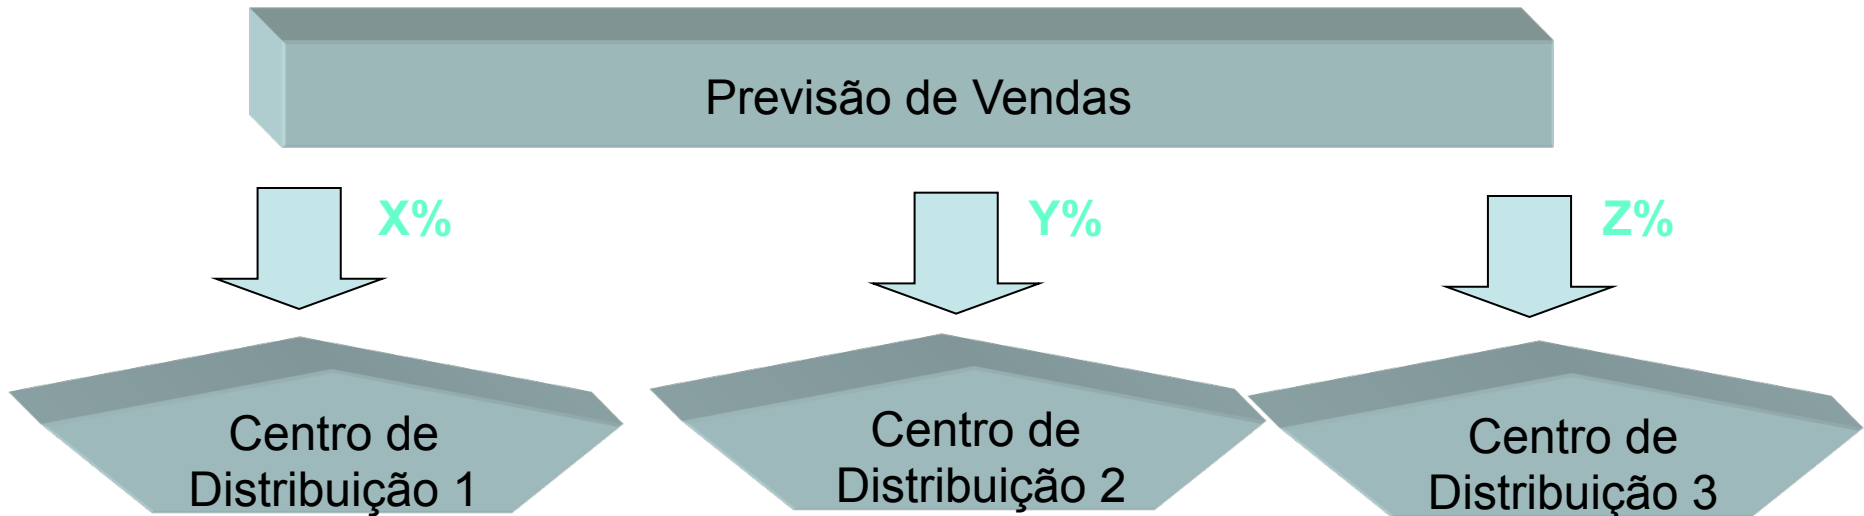 Previsão de Vendas
X%
Y%
Z%
Centro de
Distribuição 1
Centro de
Distribuição 2
Centro de
Distribuição 3